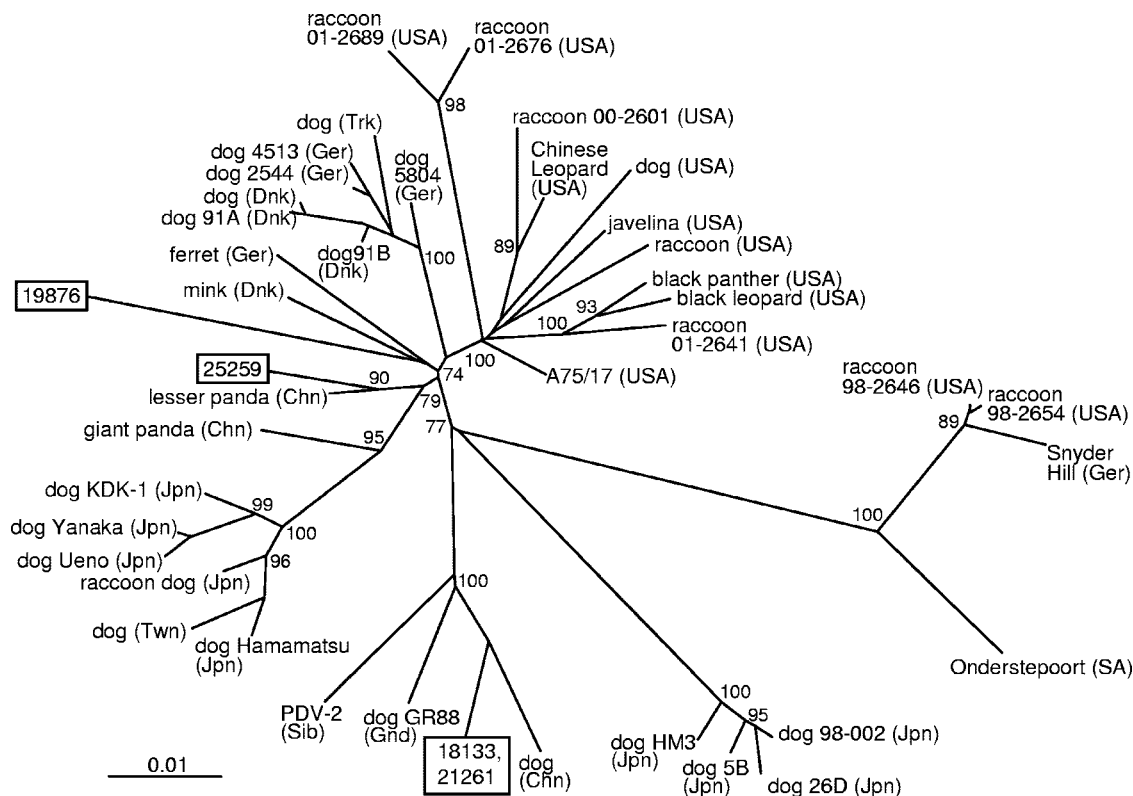 raccoon
01-2689 (USA)
raccoon
01-2676 (USA)
98
raccoon 00-2601 (USA)
Chinese
Leopard
(USA)
dog (USA)
dog (Trk)
dog 4513 (Ger)
dog 2544 (Ger)
dog (Dnk)
dog 91A (Dnk)
dog
5804
(Ger)
dog91B
(Dnk)
100
89
javelina (USA)
raccoon (USA)
black panther (USA)
black leopard (USA)
93
100
raccoon
01-2641 (USA)
ferret (Ger)
mink (Dnk)
19876
100
A75/17 (USA)
74
25259
90
lesser panda (Chn)
79
77
giant panda (Chn)
95
raccoon
98-2646 (USA)
raccoon
98-2654 (USA)
89
Snyder
Hill (Ger)
100
dog KDK-1 (Jpn)
99
dog Yanaka (Jpn)
100
dog Ueno (Jpn)
96
raccoon dog (Jpn)
dog (Twn)
dog Hamamatsu
(Jpn)
100
Onderstepoort (SA)
PDV-2
(Sib)
dog GR88
(Gnd)
18133,
21261
dog
(Chn)
100
95
dog HM3
(Jpn)
dog 5B
(Jpn)
dog 98-002 (Jpn)
dog 26D (Jpn)
0.01